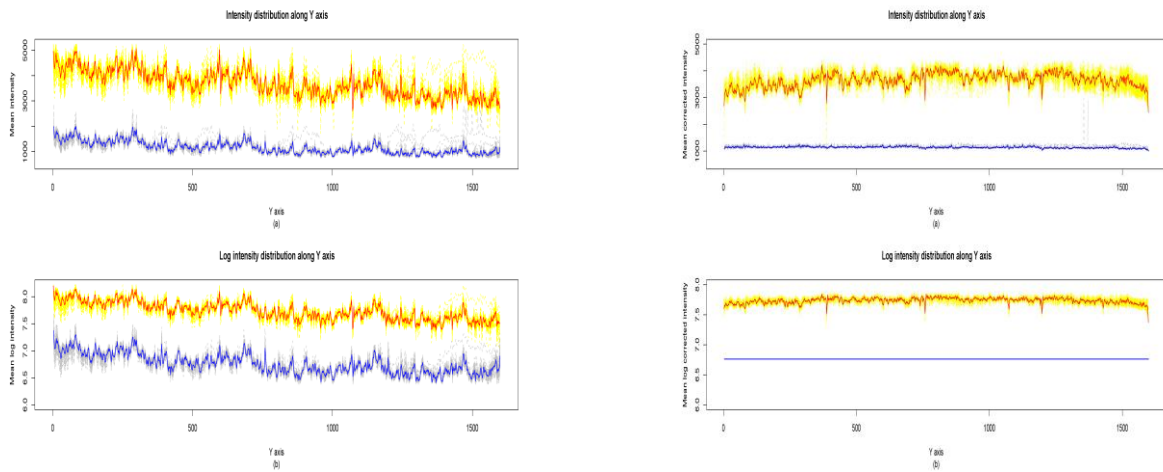 Intensity distribution along Y axis
Mean intensity
5000
3000
1000
0
500
1000
1500
Y axis
(a)
Log intensity distribution along Y axis
Mean log intensity
8.0
7.5
7.0
6.5
6.0
0
500
1000
1500
Y axis
(b)
Intensity distribution along Y axis
Mean corrected intensity
5000
3000
1000
0
500
1000
1500
Y axis
(a)
Log intensity distribution along Y axis
Mean log corrected intensity
8.0
7.5
7.0
6.5
6.0
0
500
1000
1500
Y axis
(b)